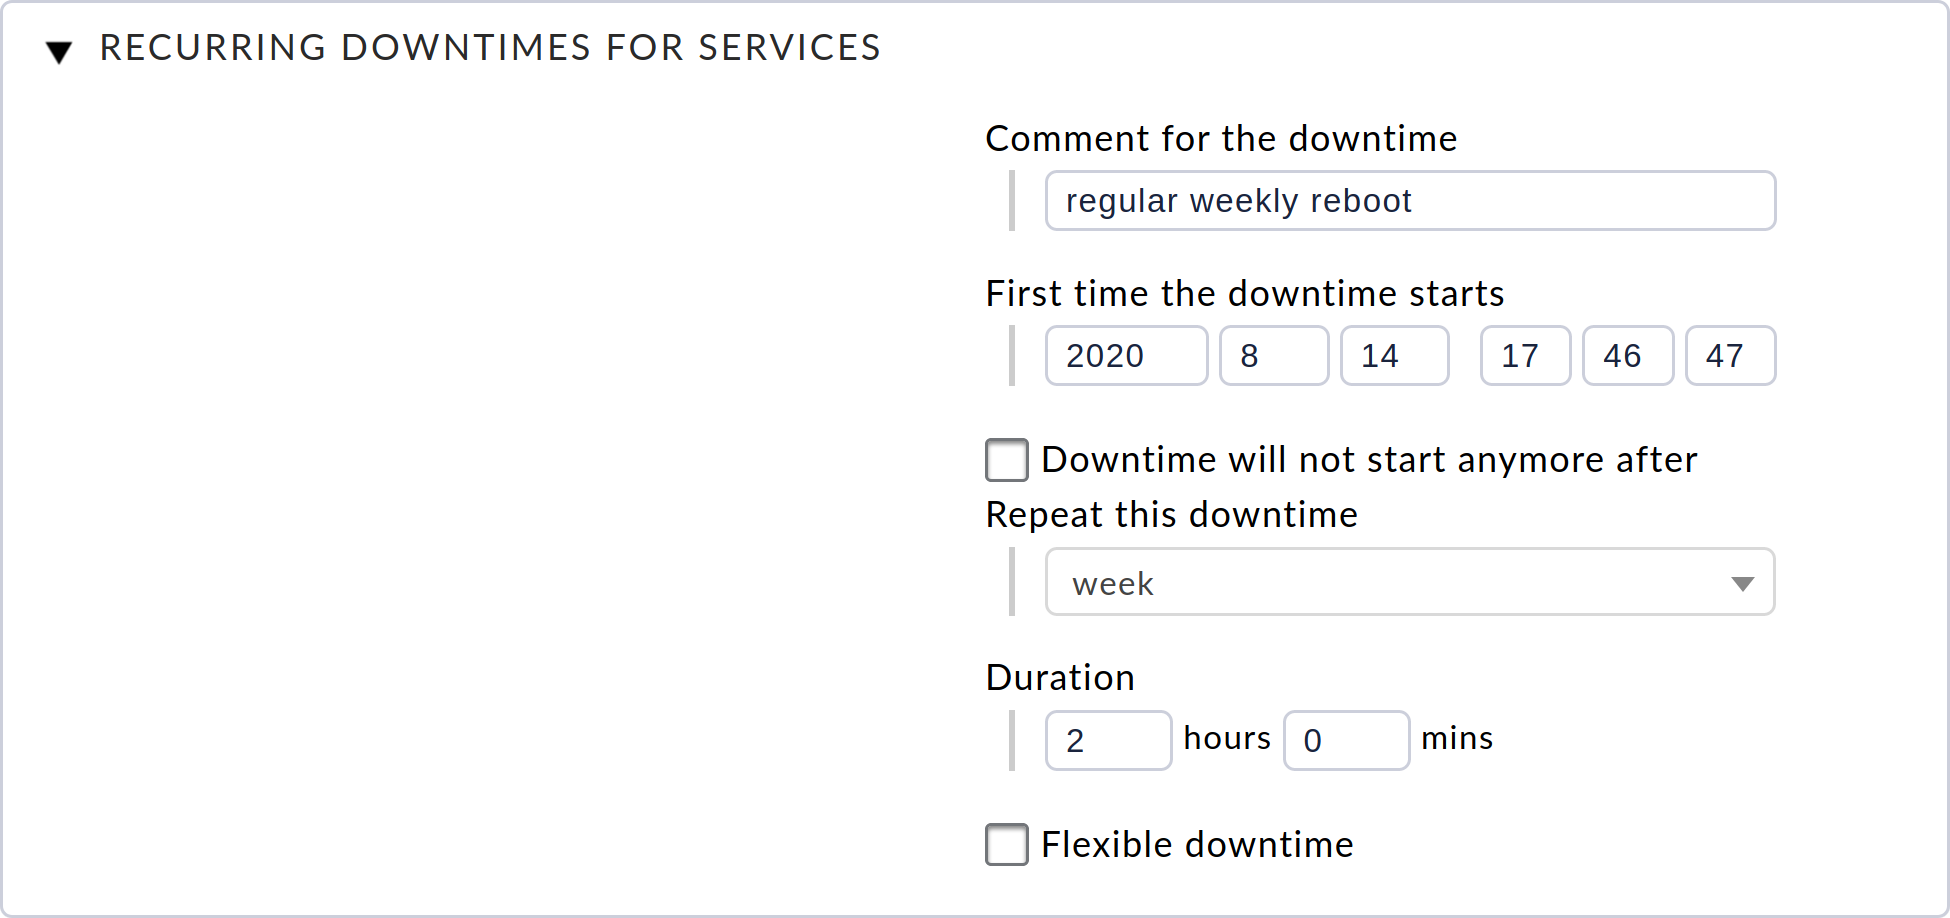 RECURRING DOWNTIMES FOR SERVICES
Comment for the downtime
regular weekly reboot
First time the downtime starts
2020 8 14 17 46 47
Downtime will not start anymore after
Repeat this downtime
week
Duration
2 hours 0 mins
Flexible downtime